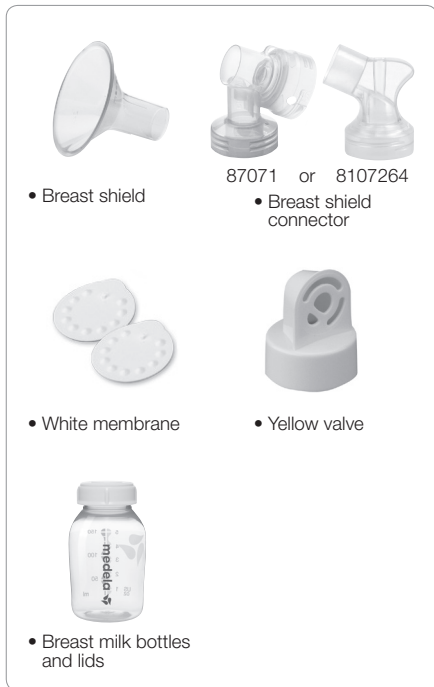 87071 or 8107264
• Breast shield
• Breast shield
connector
• White membrane
• Yellow valve
medela
• Breast milk bottles
and lids